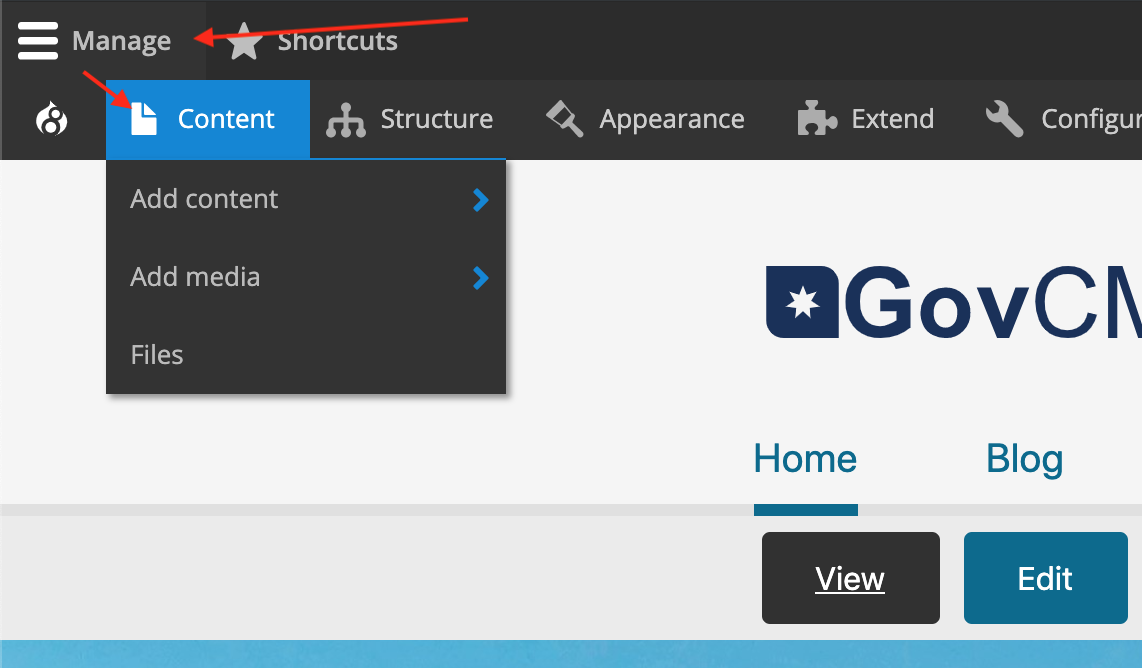 Manage Shortcuts
Content Structure Appearance Extend Configur
Add content
Add media
Files
GovCM
Home Blog
View Edit